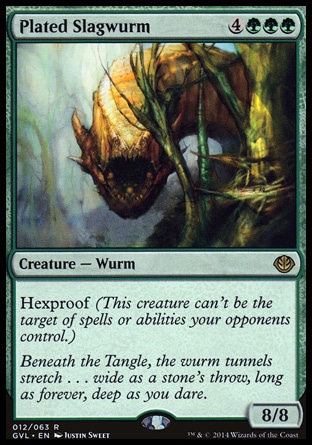 Plated Slagwurm 4
Creature — Wurm
Hexproof (This creature can't be the
target of spells or abilities your opponents
control.)
Beneath the Tangle, the wurm tunnels
stretch . . . wide as a stone's throw, long
as forever, deep as you dare.
8/8
012/063 R
GVL • EN Justin Sweet
™ & © 2014 Wizards of the Coast